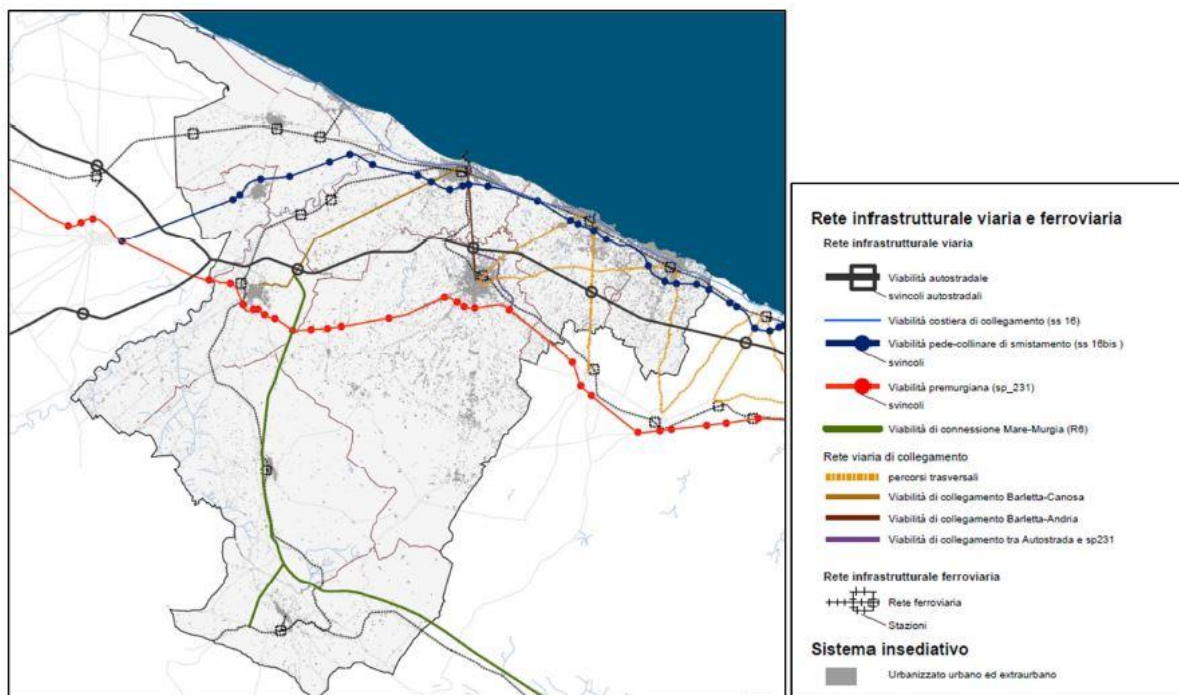 Rete infrastrutturale viaria e ferroviaria
Rete infrastrutturale viaria
Viabilità autostradale
svincoli autostradali
Viabilità costiera di collegamento (ss 16)
Viabilità pede-collinare di smistamento (ss 16bis )
svincoli
Viabilità premurgiana (sp_231)
svincoli
Viabilità di connessione Mare-Murgia (R6)
Rete viaria di collegamento
percorsi trasversali
Viabilità di collegamento Barletta-Canosa
Viabilità di collegamento Barletta-Andria
Viabilità di collegamento tra Autostrada e sp231
Rete infrastrutturale ferroviaria
Rete ferroviaria
Stazioni
Sistema insediativo
Urbanizzato urbano ed extraurbano